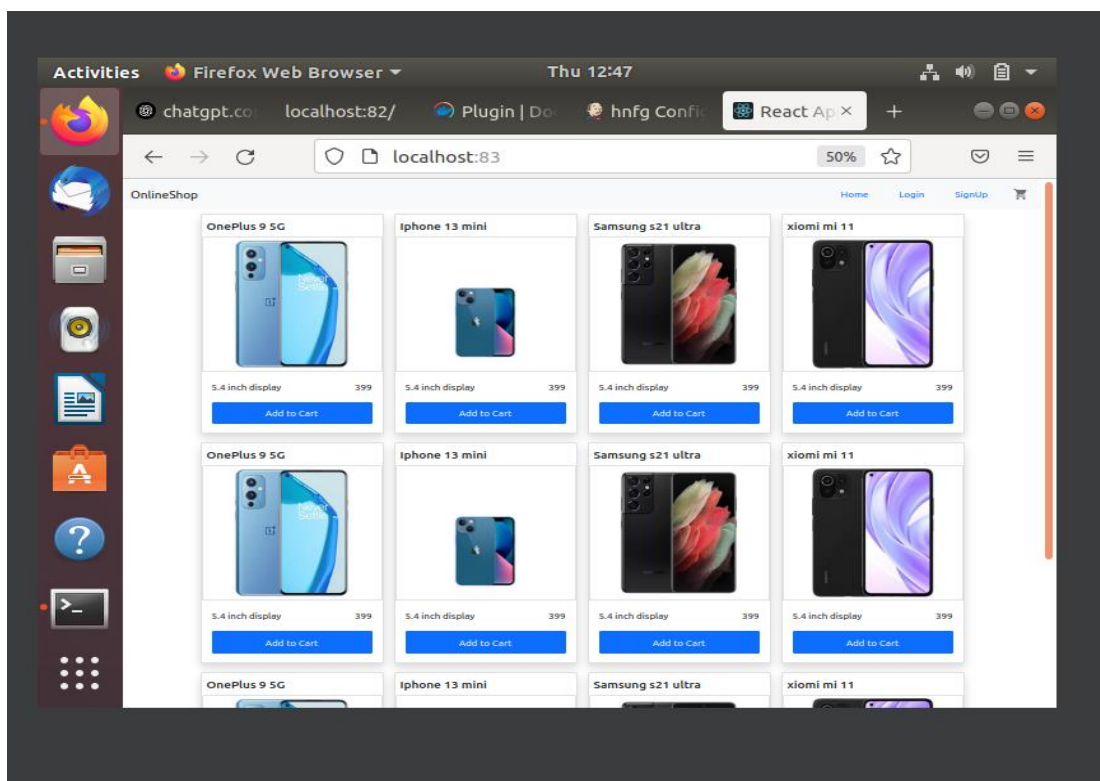 Activities Firefox Web Browser Thu 12:47
chatgpt.co localhost:82/ Plugin | Do hnfg Config React Ap
localhost:83 50%
OnlineShop Home Login SignUp
OnePlus 9 5G Iphone 13 mini Samsung s21 ultra xiomi mi 11
Never
Settle
5.4 inch display 399 5.4 inch display 399 5.4 inch display 399 5.4 inch display 399
Add to Cart Add to Cart Add to Cart Add to Cart
OnePlus 9 5G Iphone 13 mini Samsung s21 ultra xiomi mi 11
Never
Settle
5.4 inch display 399 5.4 inch display 399 5.4 inch display 399 5.4 inch display 399
Add to Cart Add to Cart Add to Cart Add to Cart
OnePlus 9 5G Iphone 13 mini Samsung s21 ultra xiomi mi 11